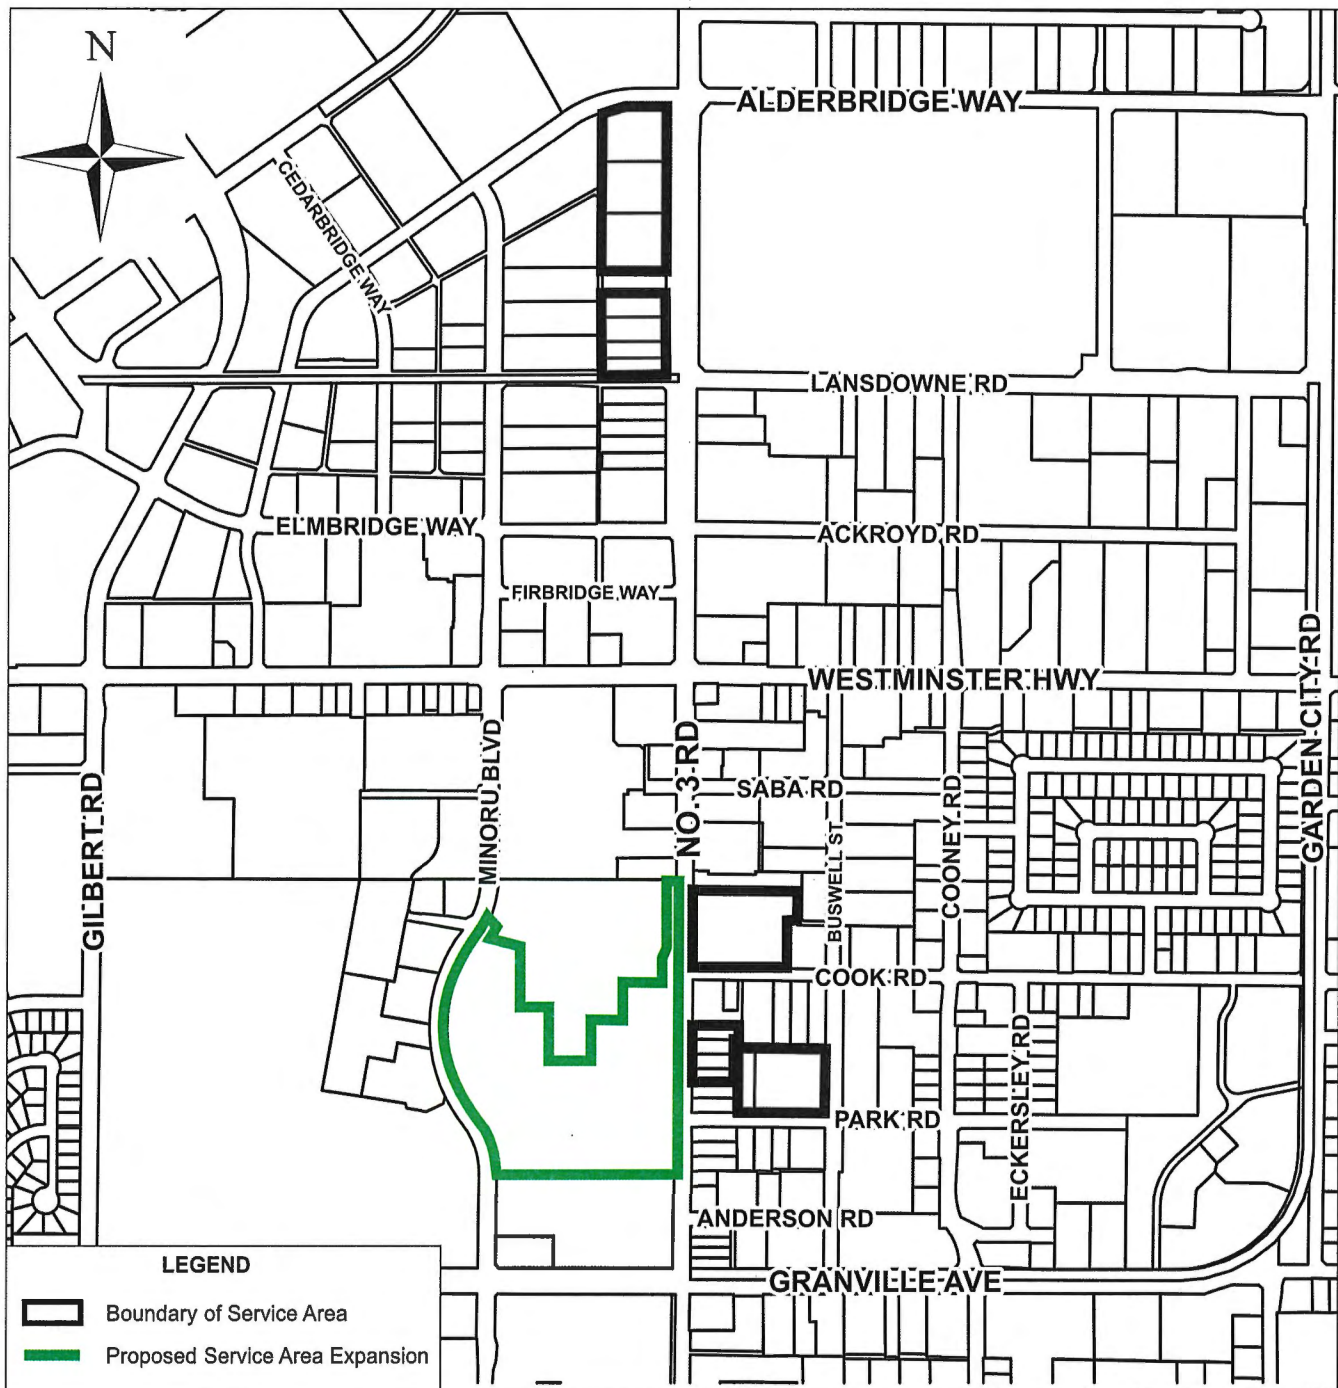 N
ALDERBRIDGE WAY
CEDARBRIDGE WAY
LANSDOWNE RD
ELMBRIDGE WAY
ACKROYD RD
FIRBRIDGE WAY
WESTMINSTER HWY
GARDEN CITY RD
MINORU BLVD
NO. 3 RD
GILBERT RD
SABA RD
COONEY RD
BUSWELL ST
COOK RD
ECKERSLEY RD
PARK RD
ANDERSON RD
GRANVILLE AVE
LEGEND
Boundary of Service Area
Proposed Service Area Expansion